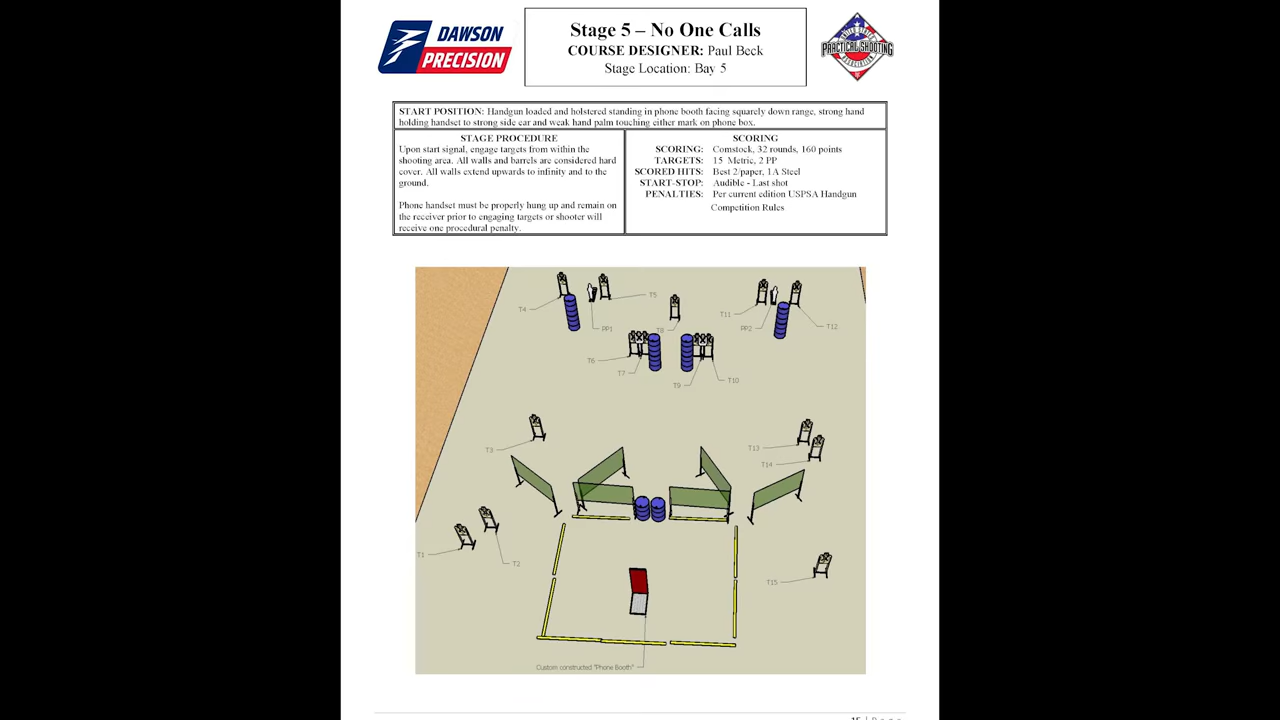 DAWSON
PRECISION
Stage 5 – No One Calls
COURSE DESIGNER: Paul Beck
Stage Location: Bay 5
PRACTICAL SHOOTING
START POSITION: Handgun loaded and holstered standing in phone booth facing squarely down range, strong hand
holding handset to strong side ear and weak hand palm touching either mark on phone box.
STAGE PROCEDURE
Upon start signal, engage targets from within the
shooting area. All walls and barrels are considered hard
cover. All walls extend upwards to infinity and to the
ground.
Phone handset must be properly hung up and remain on
the receiver prior to engaging targets or shooter will
receive one procedural penalty.
SCORING
SCORING: Comstock, 32 rounds, 160 points
TARGETS: 15 Metric, 2 PP
SCORED HITS: Best 2/paper, 1A Steel
START-STOP: Audible - Last shot
PENALTIES: Per current edition USPSA Handgun
Competition Rules
T4
PP1
T5
T8
T11
PP2
T12
T6
T7
T9
T10
T3
T13
T14
T1
T2
T15
Custom constructed "Phone Booth"